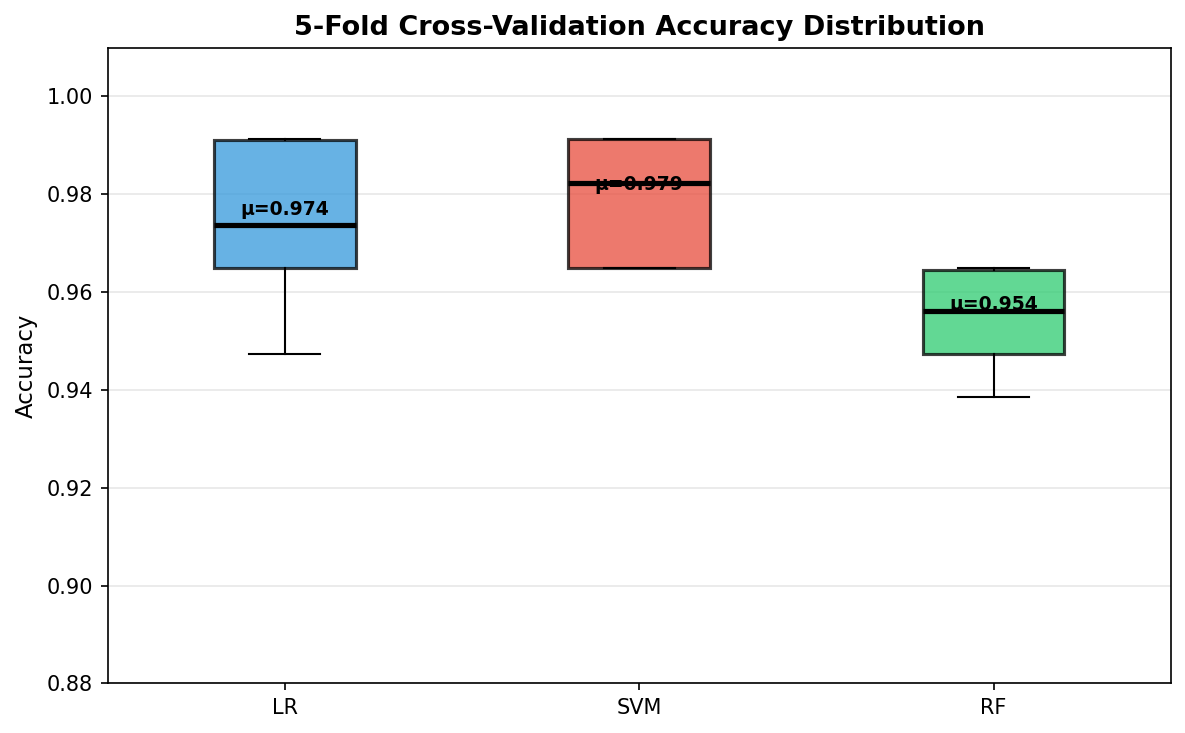 5-Fold Cross-Validation Accuracy Distribution
Accuracy
1.00
0.98
0.96
0.94
0.92
0.90
0.88
μ=0.974
μ=0.979
μ=0.954
LR
SVM
RF